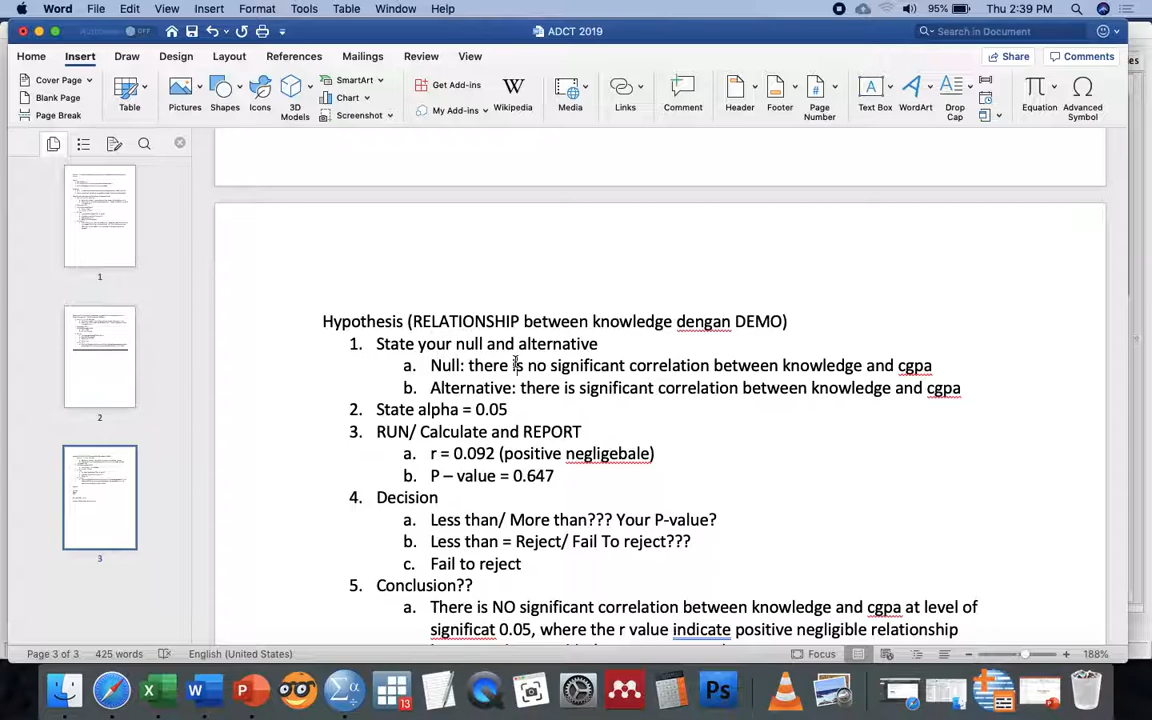 Word File Edit View Insert Format Tools Table Window Help 95% Thu 2:39 PM
AutoSave OFF ADCT 2019 Search in Document
Home Insert Draw Design Layout References Mailings Review View Share Comments
Cover Page SmartArt Get Add-ins
Blank Page Chart
Page Break Screenshot My Add-ins
Table Pictures Shapes Icons 3D Models Wikipedia Media Links Comment Header Footer Page Number Text Box WordArt Drop Cap Equation Advanced Symbol
1
2
3
Hypothesis (RELATIONSHIP between knowledge dengan DEMO)
1. State your null and alternative
a. Null: there is no significant correlation between knowledge and cgpa
b. Alternative: there is significant correlation between knowledge and cgpa
2. State alpha = 0.05
3. RUN/ Calculate and REPORT
a. r = 0.092 (positive negligebale)
b. P – value = 0.647
4. Decision
a. Less than/ More than??? Your P-value?
b. Less than = Reject/ Fail To reject???
c. Fail to reject
5. Conclusion??
a. There is NO significant correlation between knowledge and cgpa at level of
significat 0.05, where the r value indicate positive negligible relationship
Page 3 of 3 425 words English (United States) Focus 188%
13
W
X
P
Ps